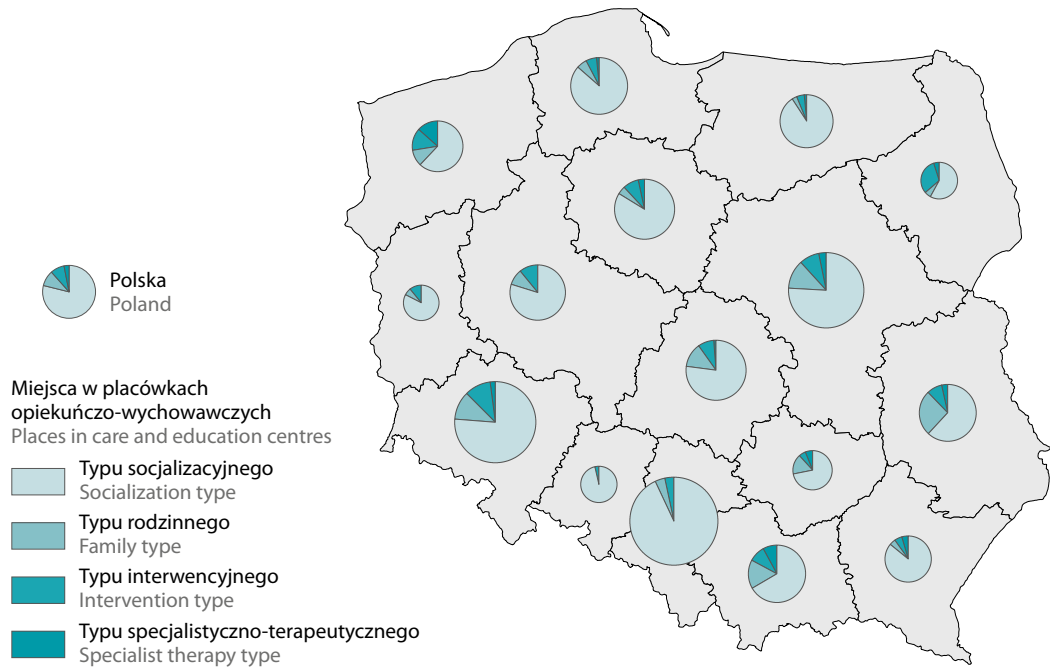 Polska
Poland
Miejsca w placówkach
opiekuńczo-wychowawczych
Places in care and education centres
Typu socjalizacyjnego
Socialization type
Typu rodzinnego
Family type
Typu interwencyjnego
Intervention type
Typu specjalistyczno-terapeutycznego
Specialist therapy type